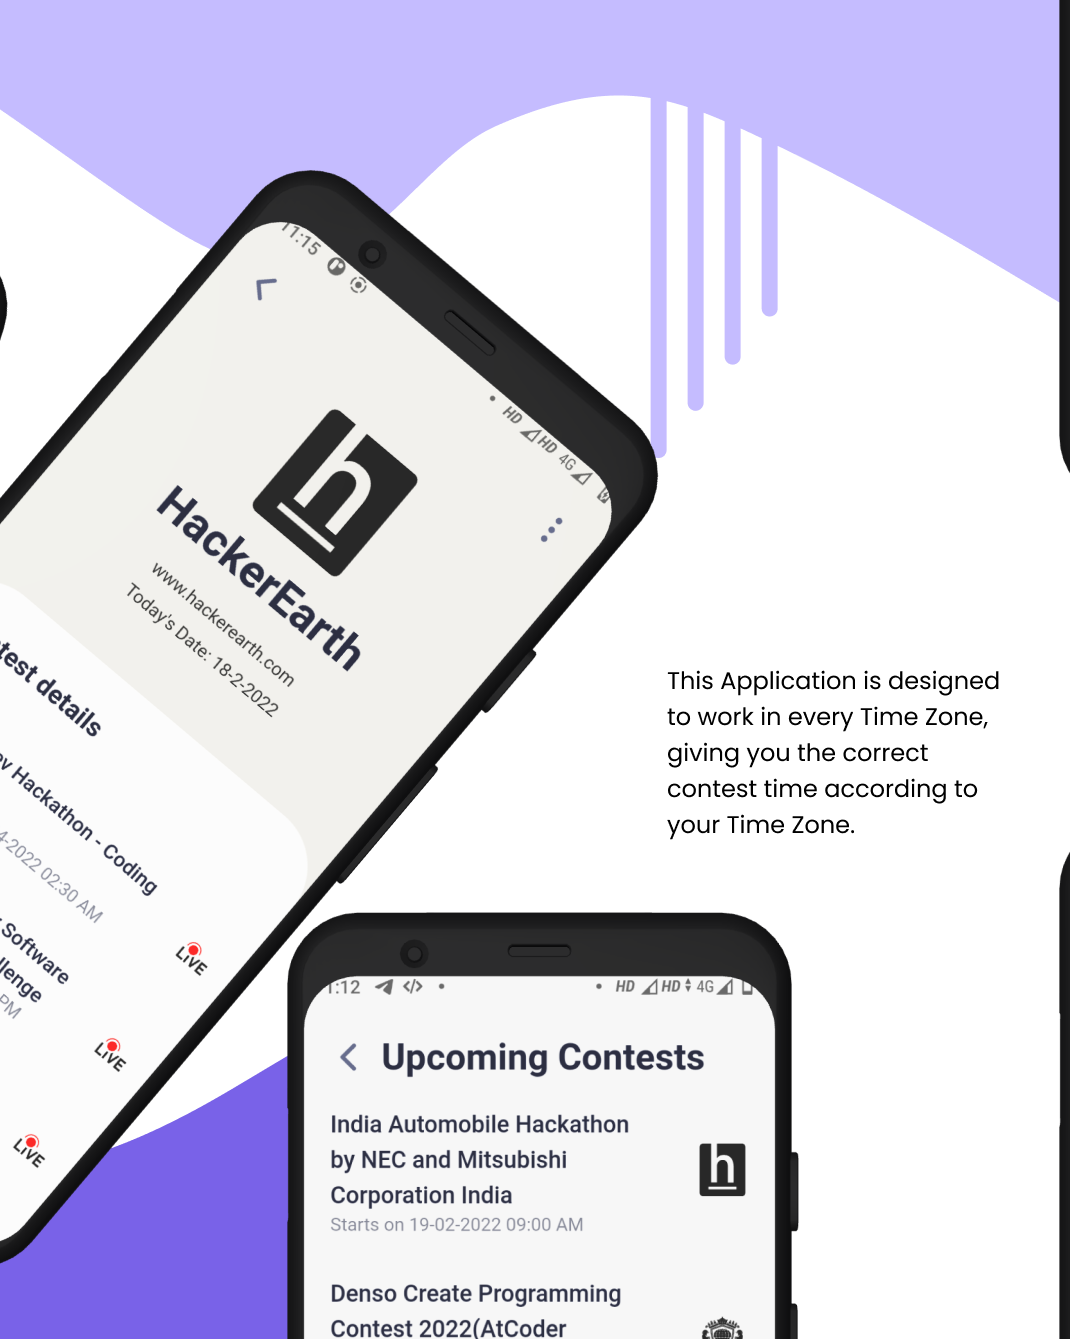 11:15
HD HD 4G
h
HackerEarth
www.hackerearth.com
Today's Date: 18-2-2022
details
Hackathon - Coding
-2022 02:30 AM
LIVE
Software
PM
LIVE
LIVE
This Application is designed
to work in every Time Zone,
giving you the correct
contest time according to
your Time Zone.
1:12 </> HD HD 4G
Upcoming Contests
India Automobile Hackathon
by NEC and Mitsubishi
Corporation India
h
Starts on 19-02-2022 09:00 AM
Denso Create Programming
Contest 2022(AtCoder